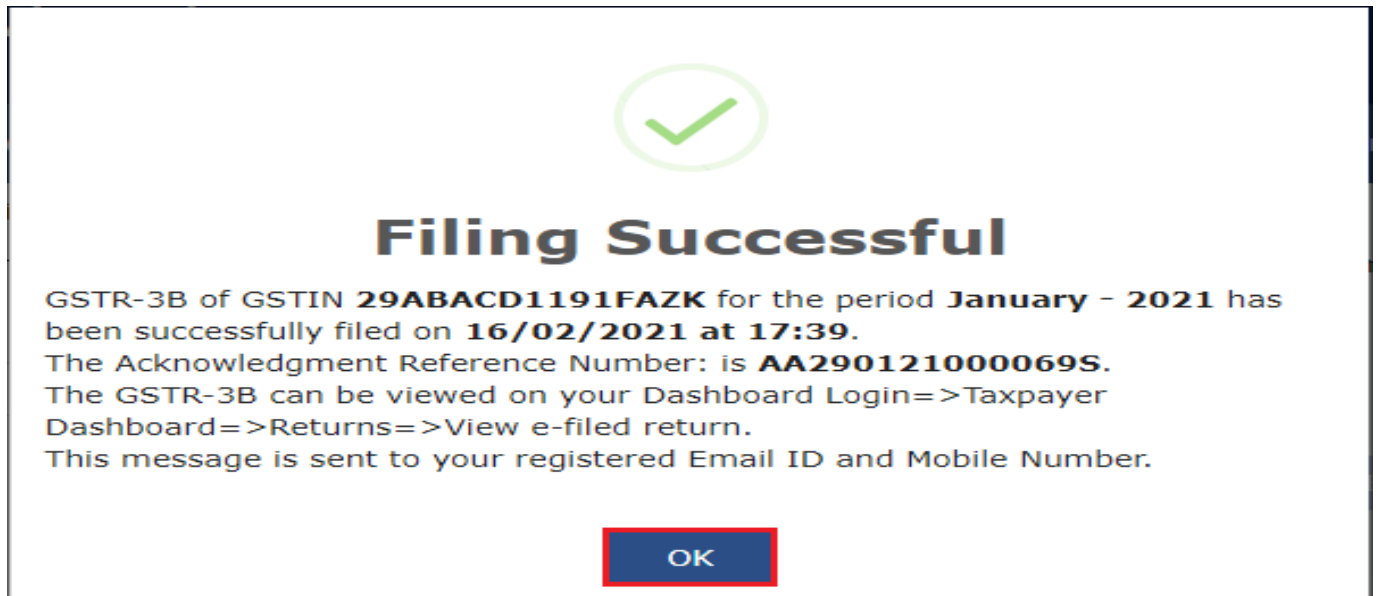 Filing Successful
GSTR-3B of GSTIN 29ABACD1191FAZK for the period January - 2021 has
been successfully filed on 16/02/2021 at 17:39.
The Acknowledgment Reference Number: is AA290121000069S.
The GSTR-3B can be viewed on your Dashboard Login=>Taxpayer
Dashboard=>Returns=>View e-filed return.
This message is sent to your registered Email ID and Mobile Number.
OK